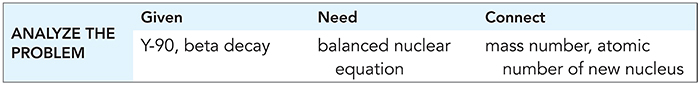 Given Need Connect
ANALYZE THE
PROBLEM
Y-90, beta decay
balanced nuclear
equation
mass number, atomic
number of new nucleus